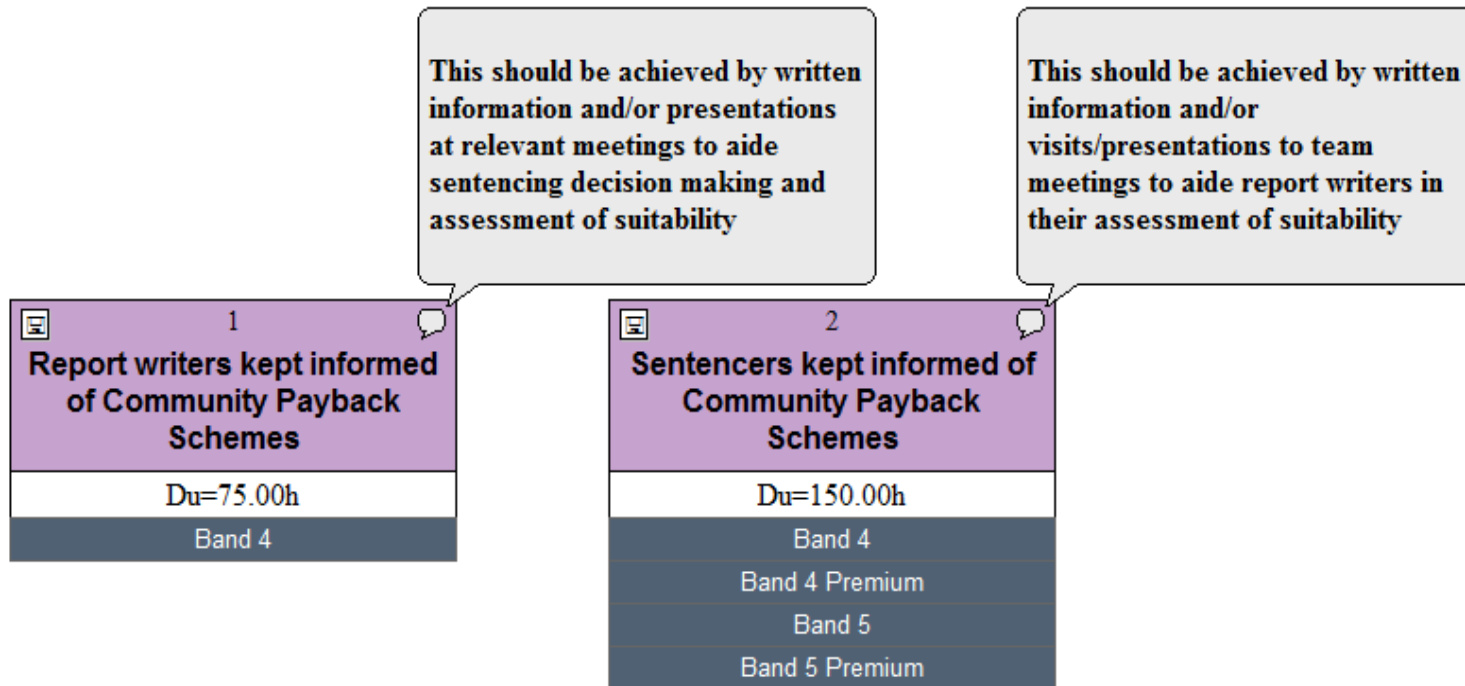 This should be achieved by written
information and/or presentations
at relevant meetings to aide
sentencing decision making and
assessment of suitability
This should be achieved by written
information and/or
visits/presentations to team
meetings to aide report writers in
their assessment of suitability
1
Report writers kept informed
of Community Payback
Schemes
Du=75.00h
Band 4
2
Sentencers kept informed of
Community Payback
Schemes
Du=150.00h
Band 4
Band 4 Premium
Band 5
Band 5 Premium